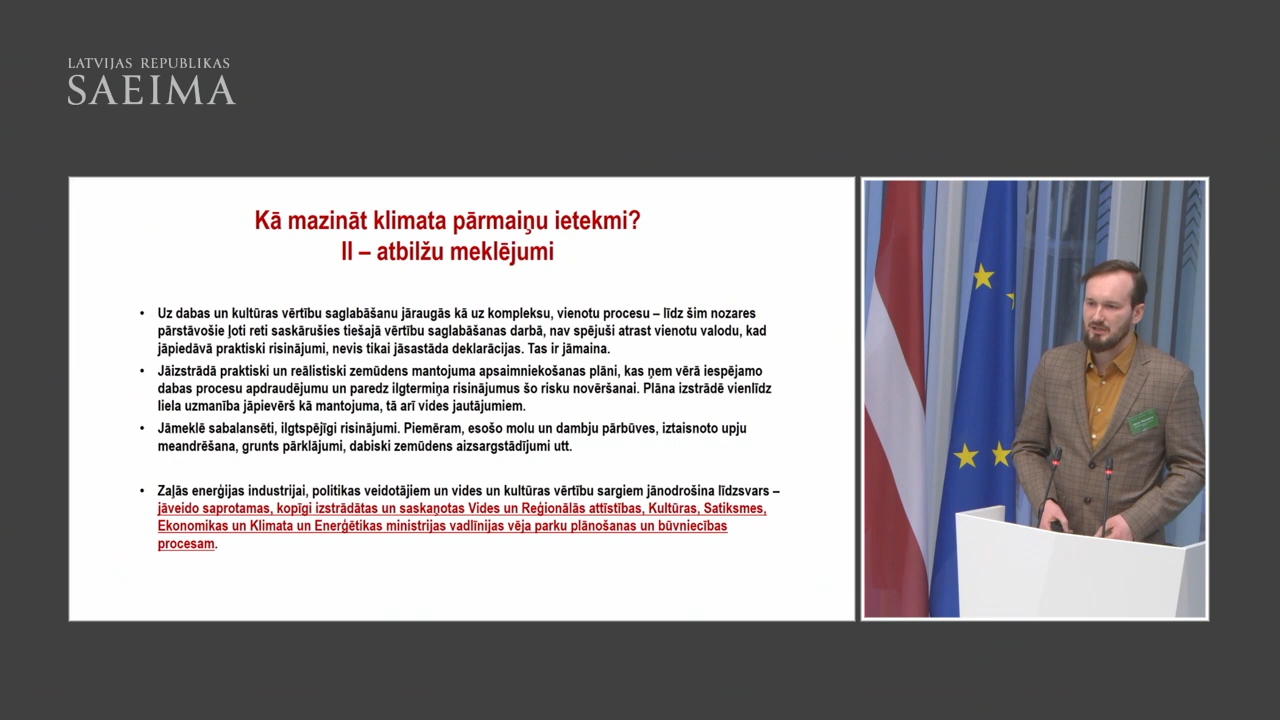 LATVIJAS REPUBLIKAS
SAEIMA
Kā mazināt klimata pārmaiņu ietekmi?
II – atbilžu meklējumi
• Uz dabas un kultūras vērtību saglabāšanu jāraugās kā uz kompleksu, vienotu procesu – līdz šim nozares
pārstāvošie ļoti reti saskārušies tiešajā vērtību saglabāšanas darbā, nav spējuši atrast vienotu valodu, kad
jāpiedāvā praktiski risinājumi, nevis tikai jāsastāda deklarācijas. Tas ir jāmaina.
• Jāizstrādā praktiski un reālistiski zemūdens mantojuma apsaimniekošanas plāni, kas ņem vērā iespējamo
dabas procesu apdraudējumu un paredz ilgtermiņa risinājumus šo risku novēršanai. Plāna izstrādē vienlīdz
liela uzmanība jāpievērš kā mantojuma, tā arī vides jautājumiem.
• Jāmeklē sabalansēti, ilgtspējīgi risinājumi. Piemēram, esošo molu un dambju pārbūves, iztaisnoto upju
meandrēšana, grunts pārklājumi, dabiski zemūdens aizsargstādījumi utt.
• Zaļās enerģijas industrijai, politikas veidotājiem un vides un kultūras vērtību sargiem jānodrošina līdzsvars –
jāveido saprotamas, kopīgi izstrādātas un saskaņotas Vides un Reģionālās attīstības, Kultūras, Satiksmes,
Ekonomikas un Klimata un Enerģētikas ministrijas vadlīnijas vēja parku plānošanas un būvniecības
procesam.